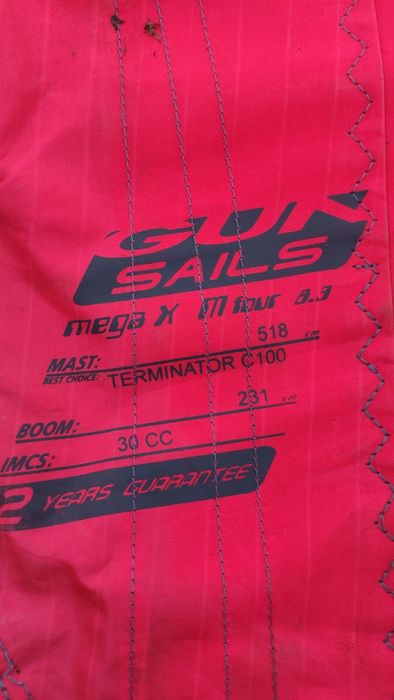 GUN
SAILS
mega X M four 8.3
MAST: 518 cm
BEST CHOICE: TERMINATOR C100
BOOM: 231 cm
IMCS: 30 CC
2 YEARS GUARANTEE